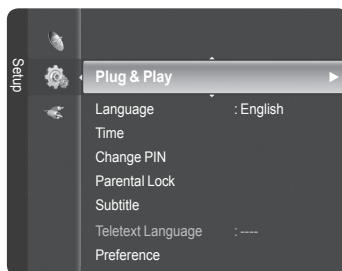 Setup
Plug & Play
Language : English
Time
Change PIN
Parental Lock
Subtitle
Teletext Language : ----
Preference